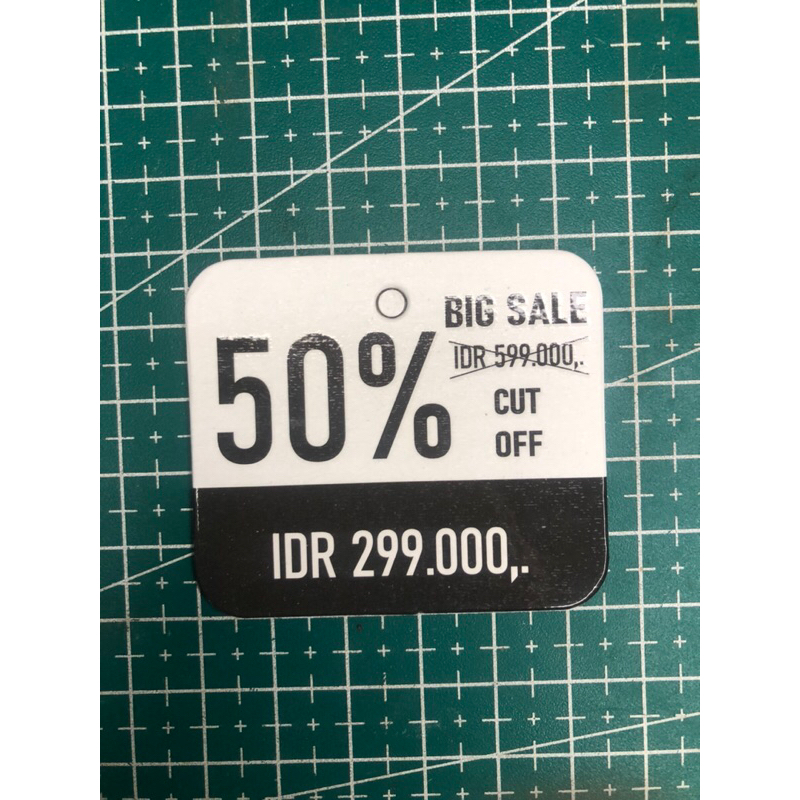 BIG SALE
50%
IDR 599.000,.
CUT
OFF
IDR 299.000,.